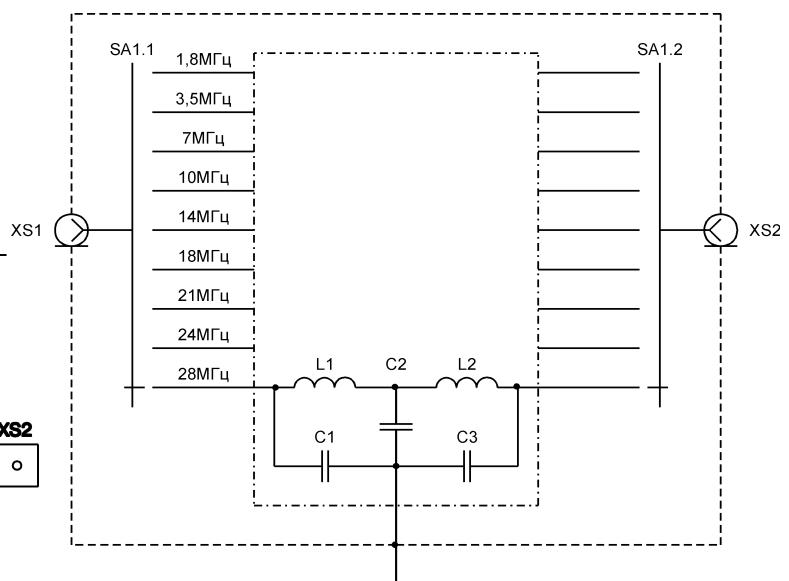 SA1.1
SA1.2
1,8МГц
3,5МГц
7МГц
10МГц
14МГц
XS1
XS2
18МГц
21МГц
24МГц
L1
C2
L2
28МГц
XS2
C1
C3